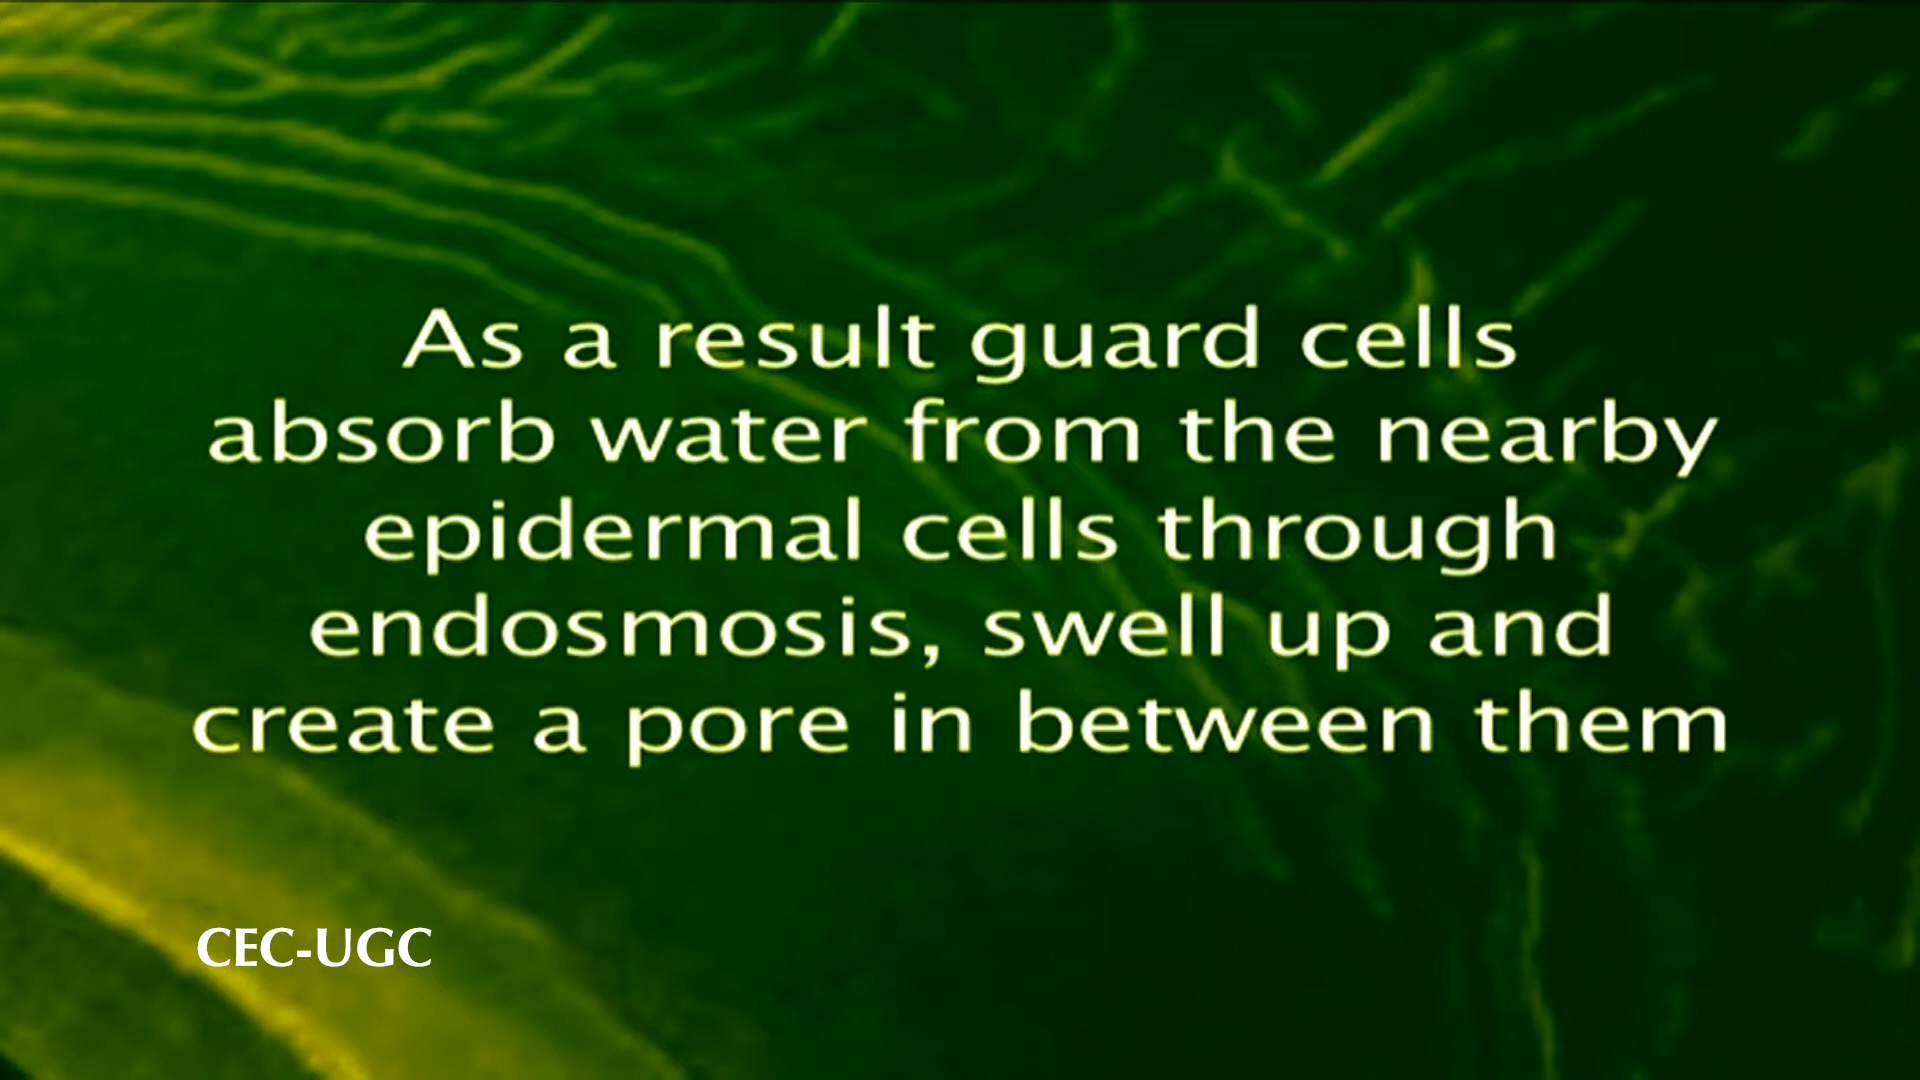 As a result guard cells
absorb water from the nearby
epidermal cells through
endosmosis, swell up and
create a pore in between them
CEC-UGC